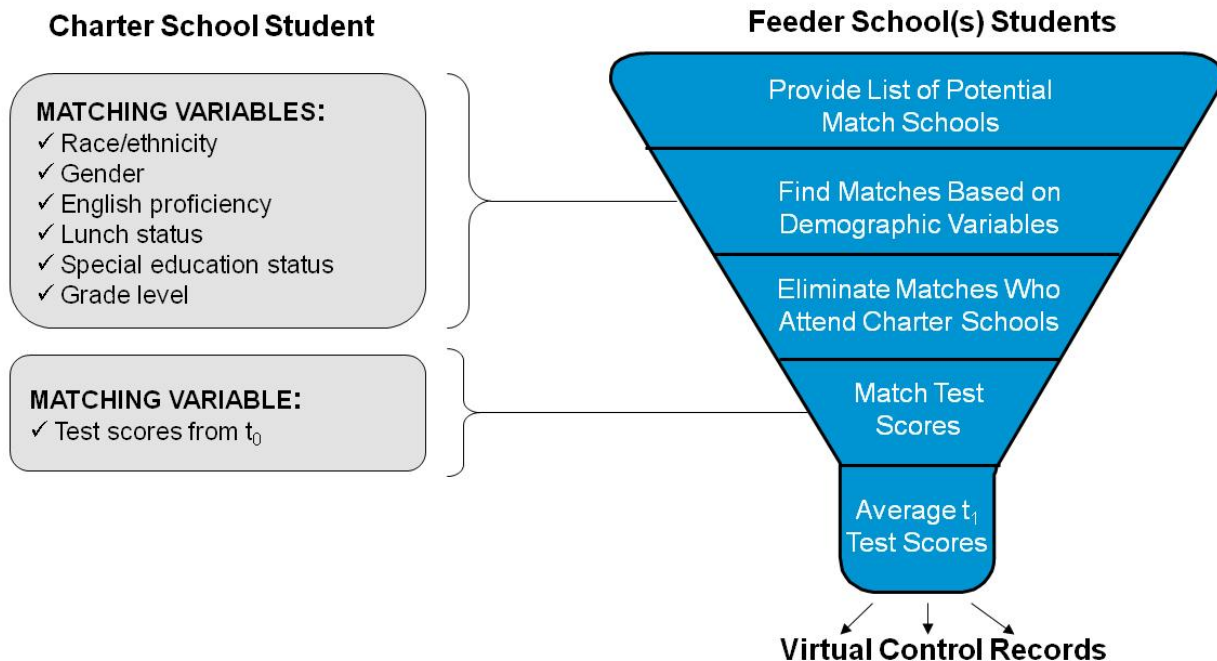 Charter School Student
MATCHING VARIABLES:
✓ Race/ethnicity
✓ Gender
✓ English proficiency
✓ Lunch status
✓ Special education status
✓ Grade level
MATCHING VARIABLE:
✓ Test scores from t₀
Feeder School(s) Students
Provide List of Potential
Match Schools
Find Matches Based on
Demographic Variables
Eliminate Matches Who
Attend Charter Schools
Match Test
Scores
Average t₁
Test Scores
Virtual Control Records